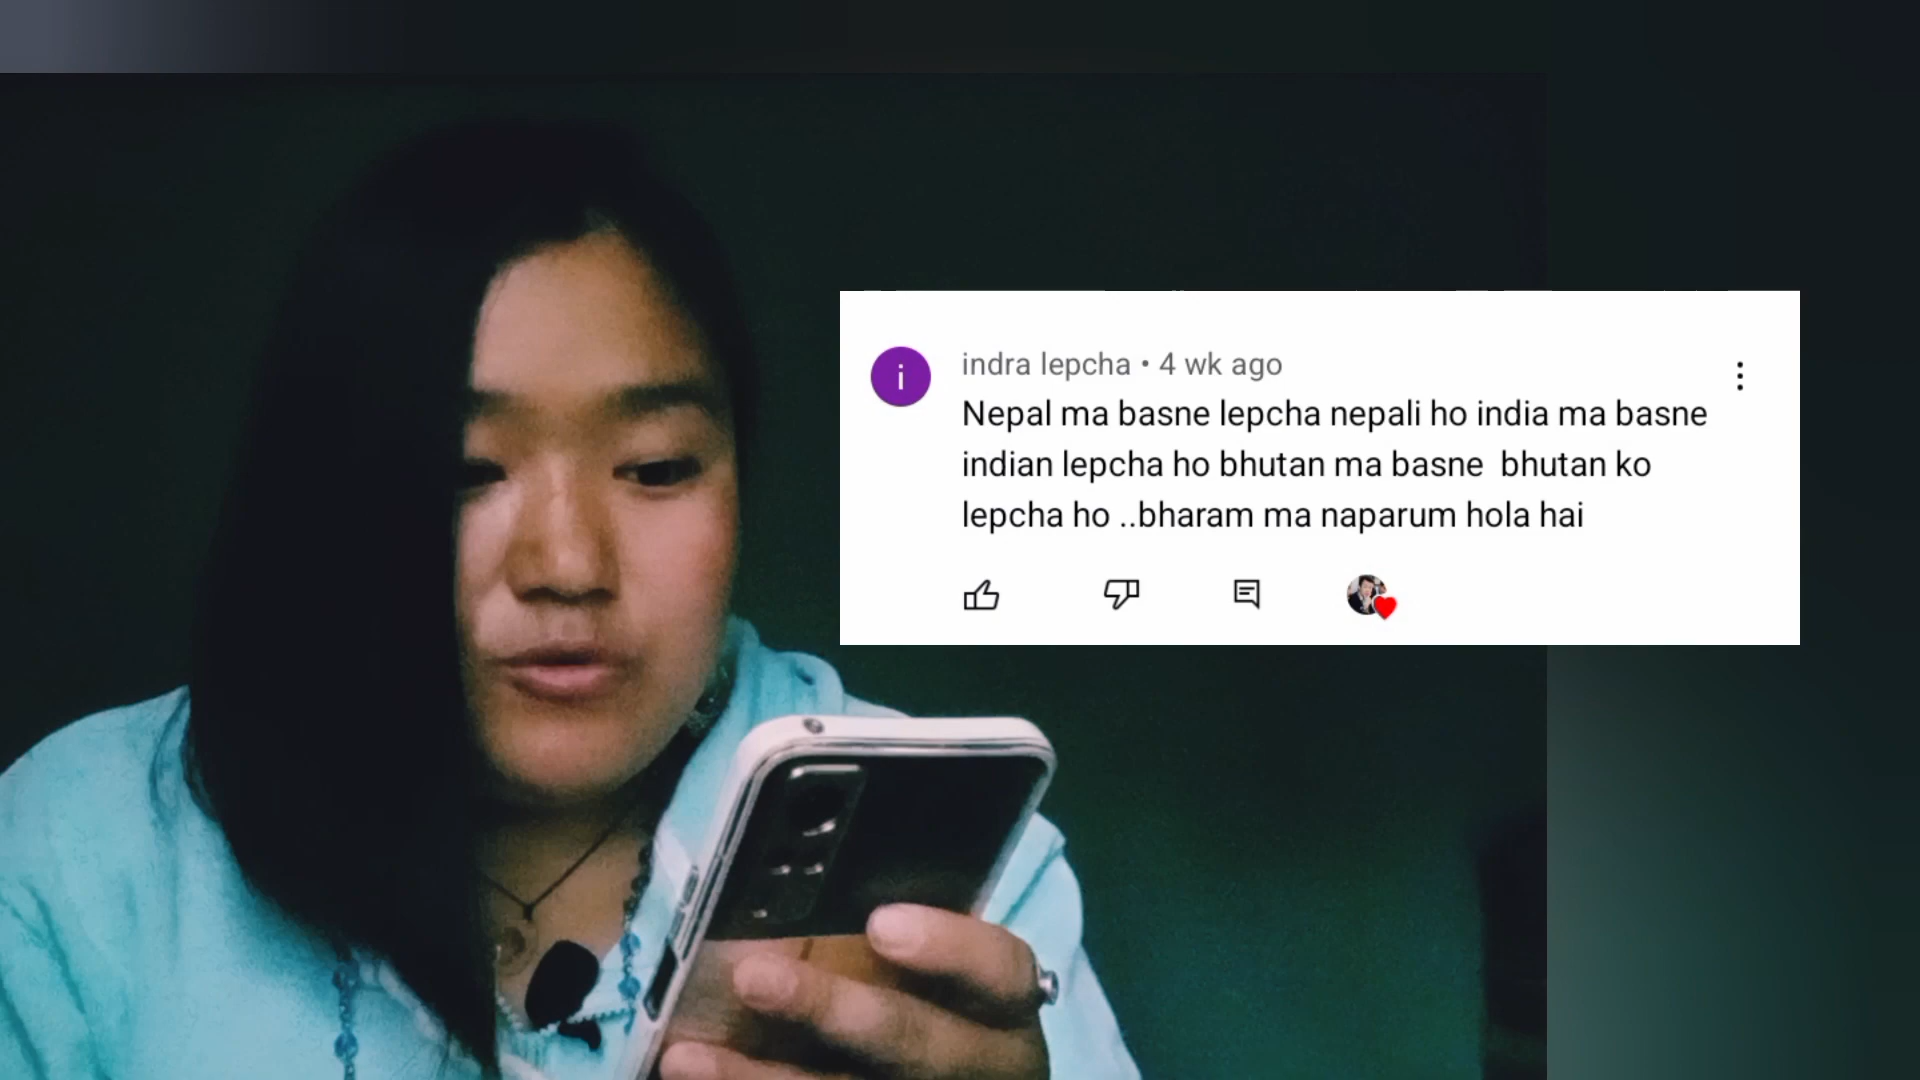 i
indra lepcha • 4 wk ago
Nepal ma basne lepcha nepali ho india ma basne
indian lepcha ho bhutan ma basne  bhutan ko
lepcha ho ..bharam ma naparum hola hai